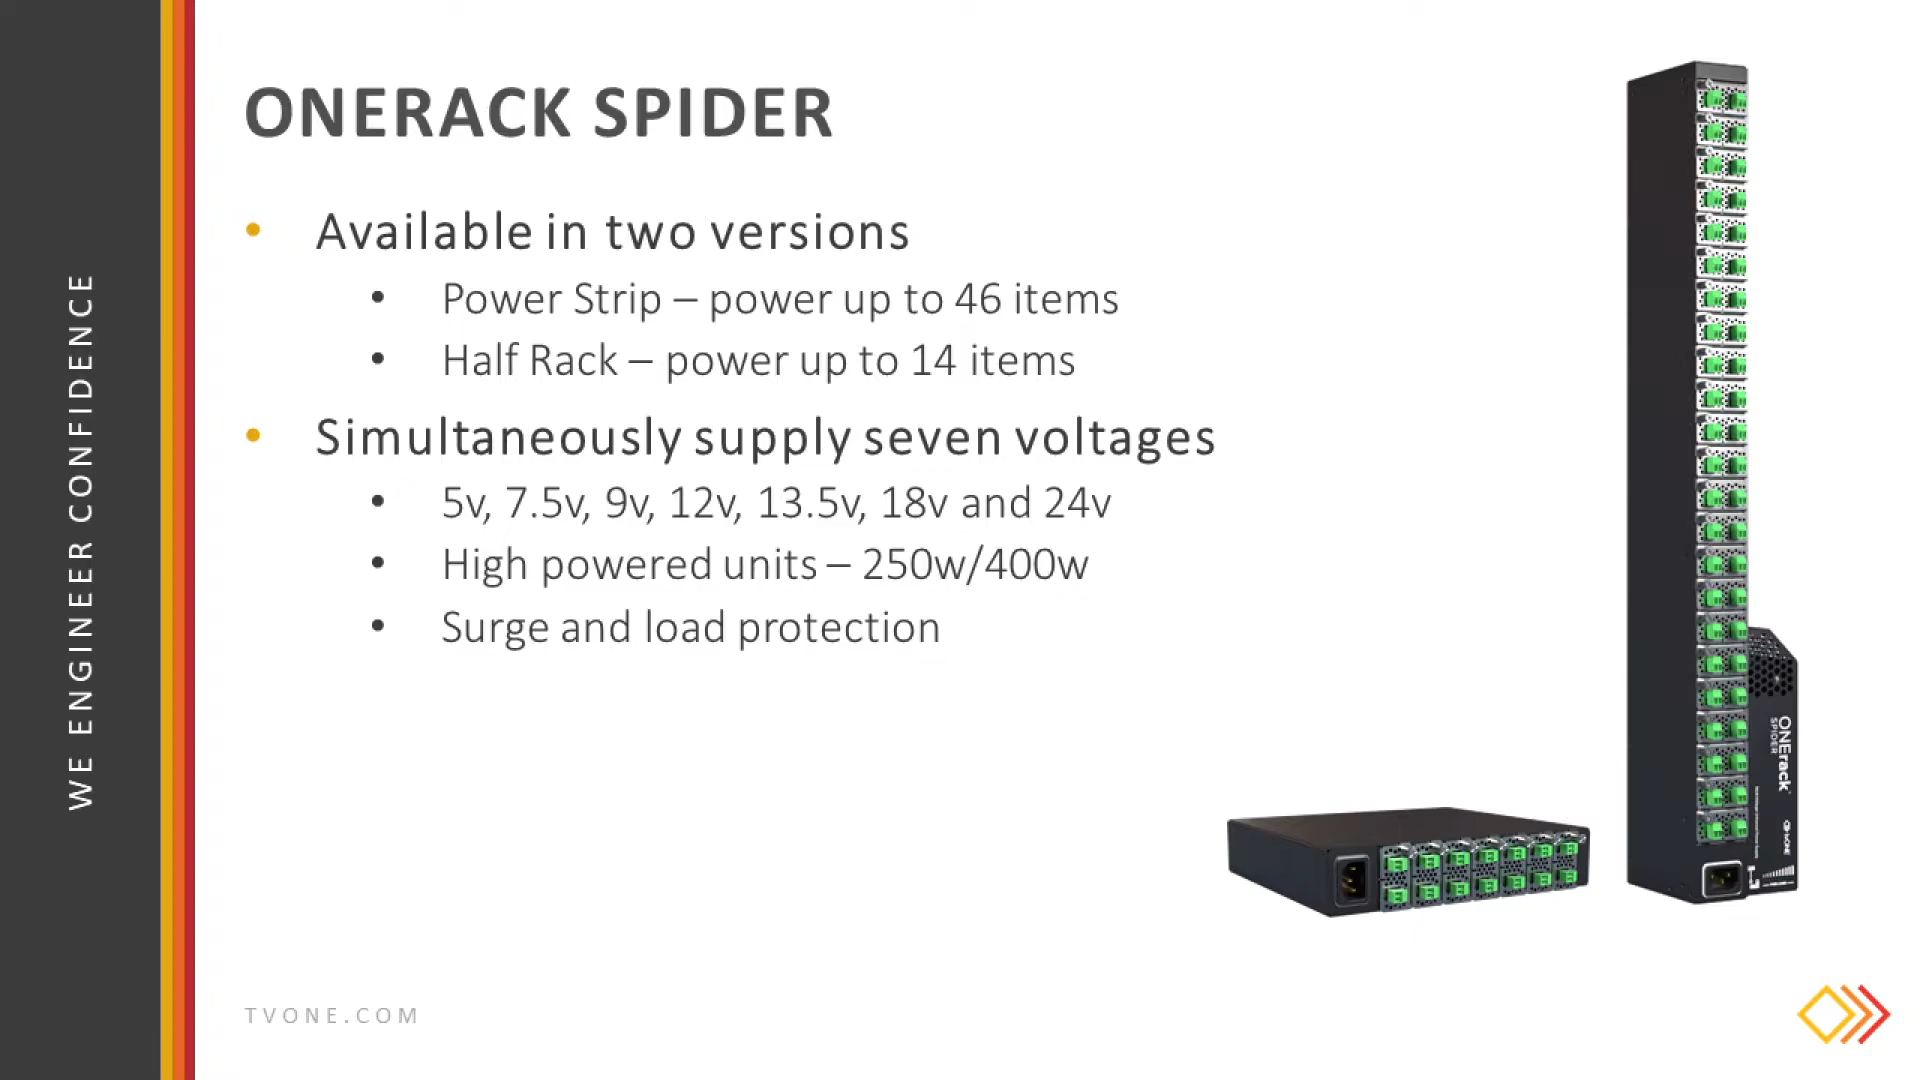 WE ENGINEER CONFIDENCE
ONERACK SPIDER
• Available in two versions
• Power Strip – power up to 46 items
• Half Rack – power up to 14 items
• Simultaneously supply seven voltages
• 5v, 7.5v, 9v, 12v, 13.5v, 18v and 24v
• High powered units – 250w/400w
• Surge and load protection
ONErack
SPIDER
tvONE
TVONE.COM